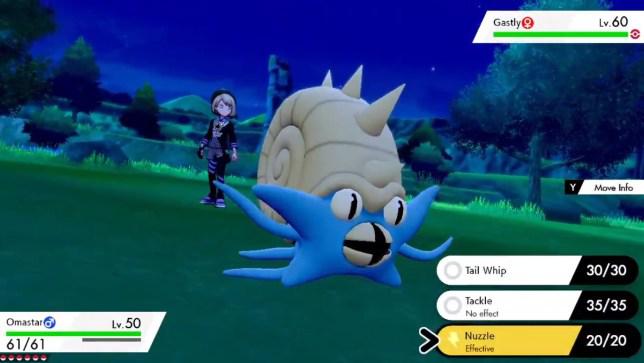 Gastly♀ Lv.60
Y Move Info
Tail Whip 30/30
Tackle 35/35
No effect
Nuzzle 20/20
Effective
Omastar♂ Lv.50
61/61